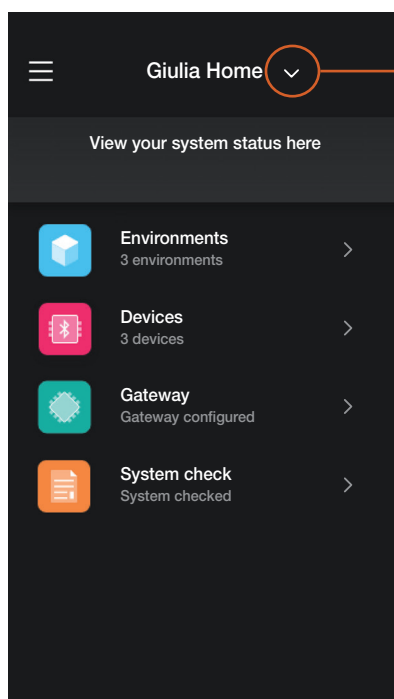 Giulia Home
View your system status here
Environments
3 environments
Devices
3 devices
Gateway
Gateway configured
System check
System checked